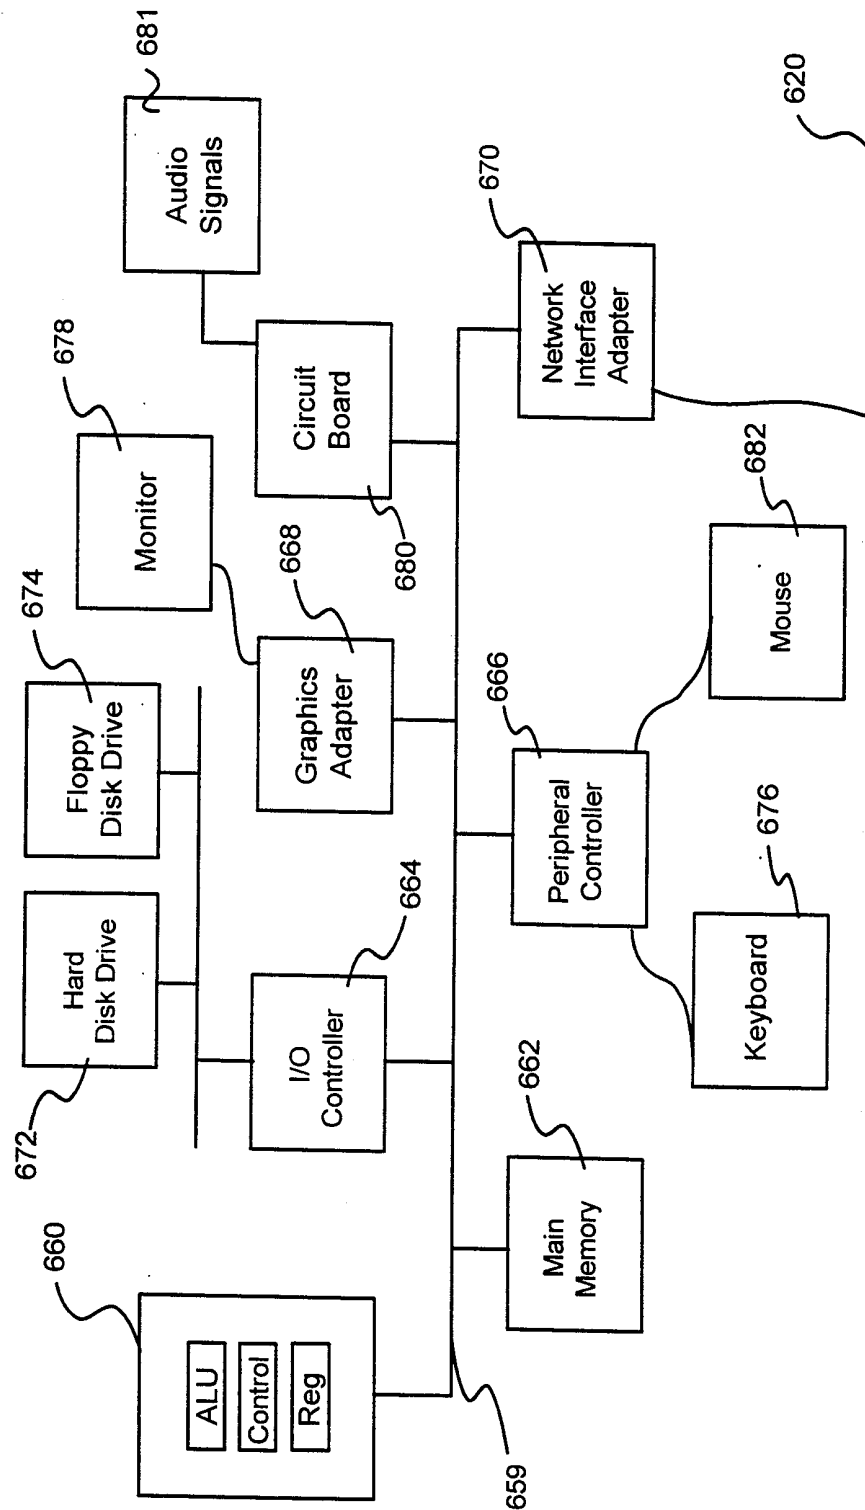 660
ALU
Control
Reg
659
672
Hard
Disk Drive
674
Floppy
Disk Drive
678
Monitor
681
Audio
Signals
I/O
Controller
664
Graphics
Adapter
668
Circuit
Board
680
Main
Memory
662
Peripheral
Controller
666
Network
Interface
Adapter
670
Keyboard
676
Mouse
682
620